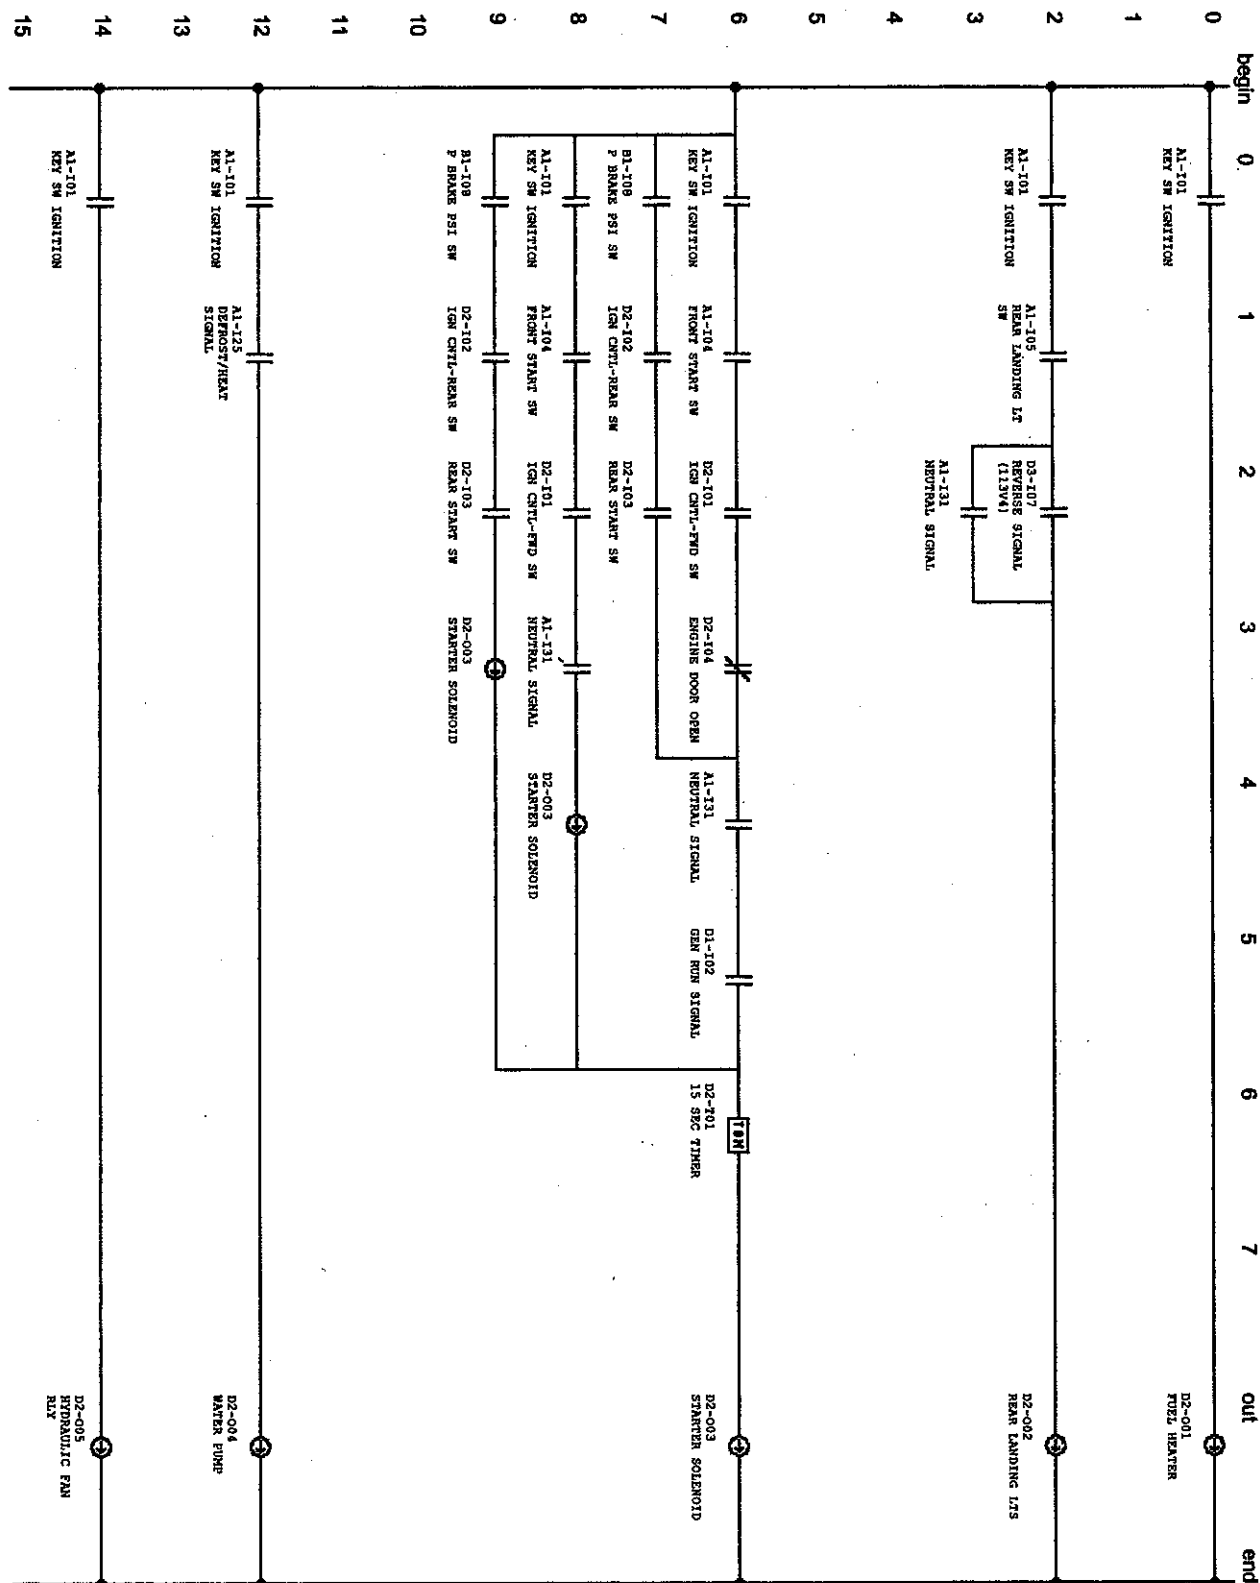 begin 0 1 2 3 4 5 6 7 out end
0
A1-I01
KEY SW IGNITION
D2-O01
FUEL HEATER
1
2
A1-I01
KEY SW IGNITION
A1-I05
REAR LANDING LT
SW
D3-I07
REVERSE SIGNAL
(113V4)
D2-O02
REAR LANDING LTS
3
A1-I31
NEUTRAL SIGNAL
4
5
6
A1-I01
KEY SW IGNITION
A1-I04
FRONT START SW
D2-I01
IGN CNTL-FWD SW
D2-I04
ENGINE DOOR OPEN
A1-I31
NEUTRAL SIGNAL
D1-I02
GEN RUN SIGNAL
D2-T01
15 SEC TIMER
D2-O03
STARTER SOLENOID
7
B1-I08
P BRAKE PSI SW
D2-I02
IGN CNTL-REAR SW
D2-I03
REAR START SW
8
A1-I01
KEY SW IGNITION
A1-I04
FRONT START SW
D2-I01
IGN CNTL-FWD SW
A1-I31
NEUTRAL SIGNAL
D2-O03
STARTER SOLENOID
9
B1-I08
P BRAKE PSI SW
D2-I02
IGN CNTL-REAR SW
D2-I03
REAR START SW
D2-O03
STARTER SOLENOID
10
11
12
A1-I01
KEY SW IGNITION
A1-I25
DEFROST/HEAT
SIGNAL
D2-O04
WATER PUMP
13
14
A1-I01
KEY SW IGNITION
D2-O05
HYDRAULIC FAN
RLY
15